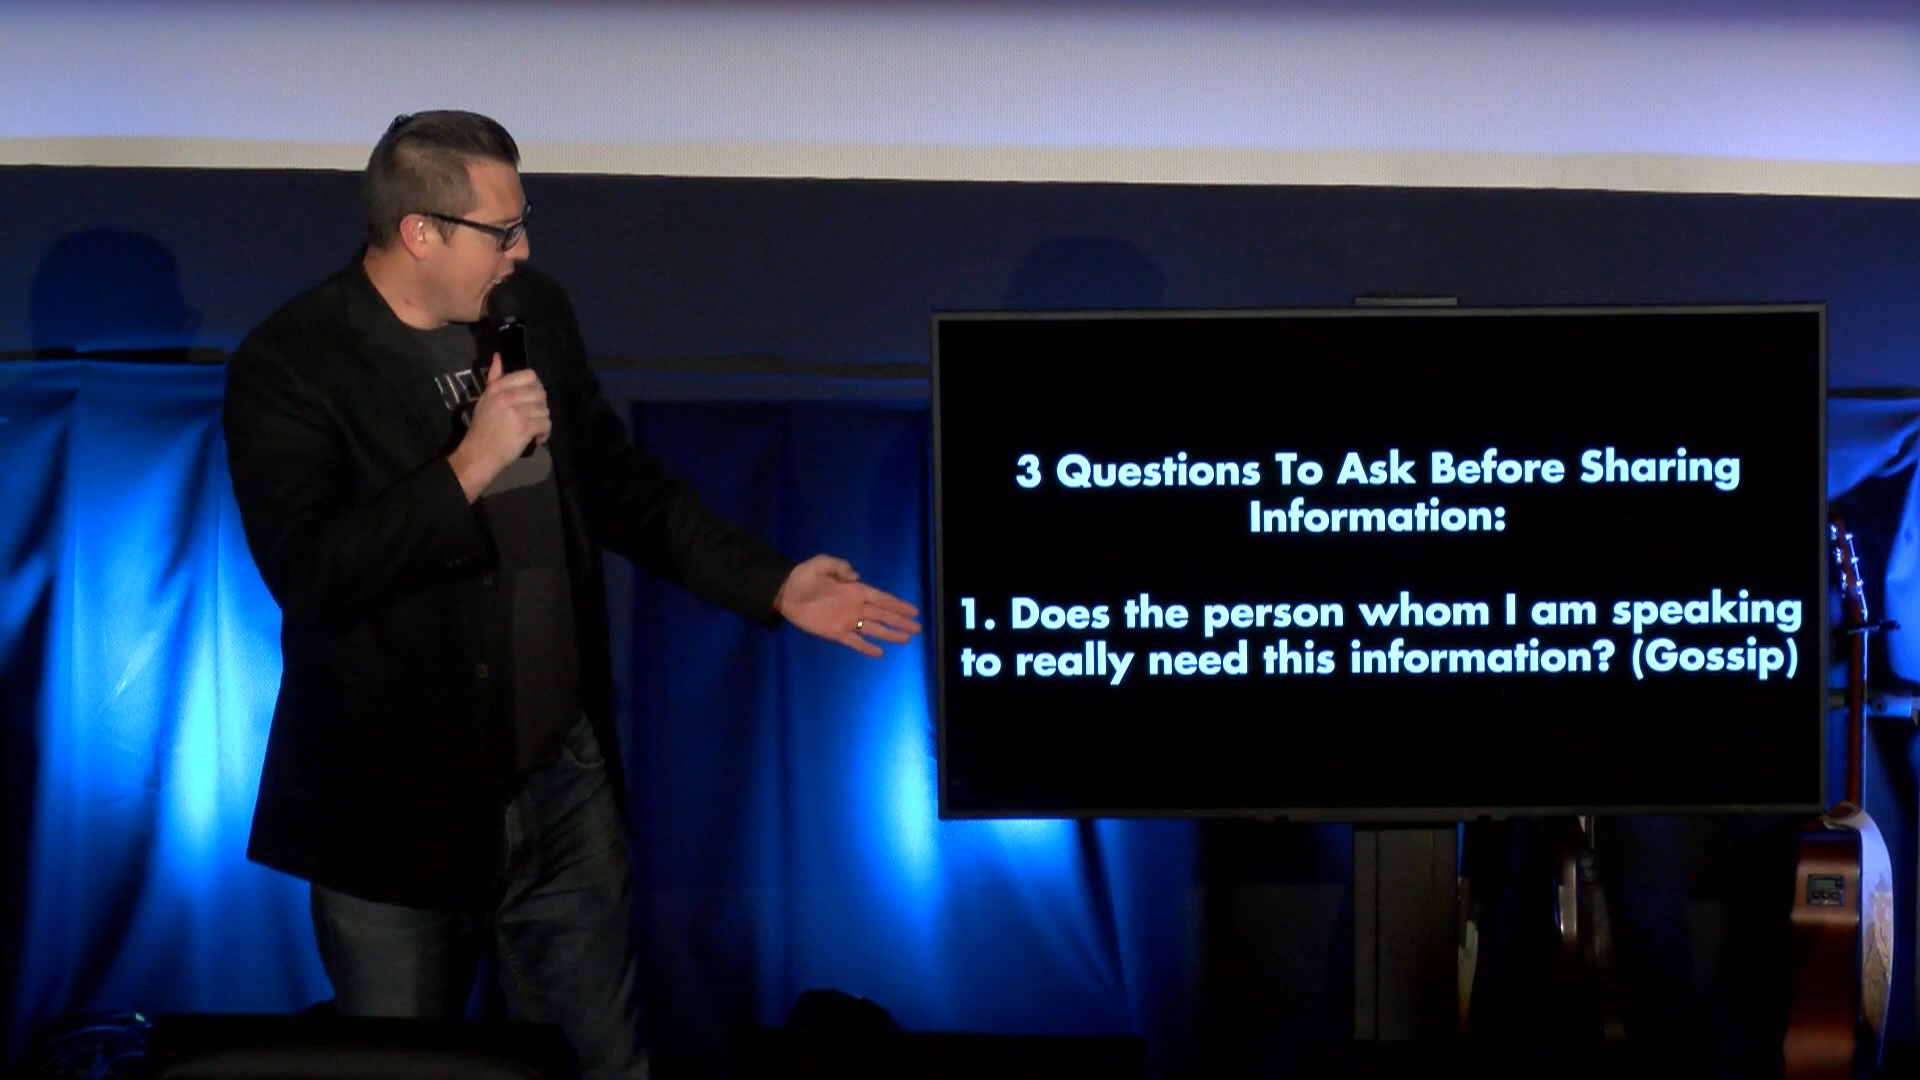 3 Questions To Ask Before Sharing
Information:
1. Does the person whom I am speaking
to really need this information? (Gossip)